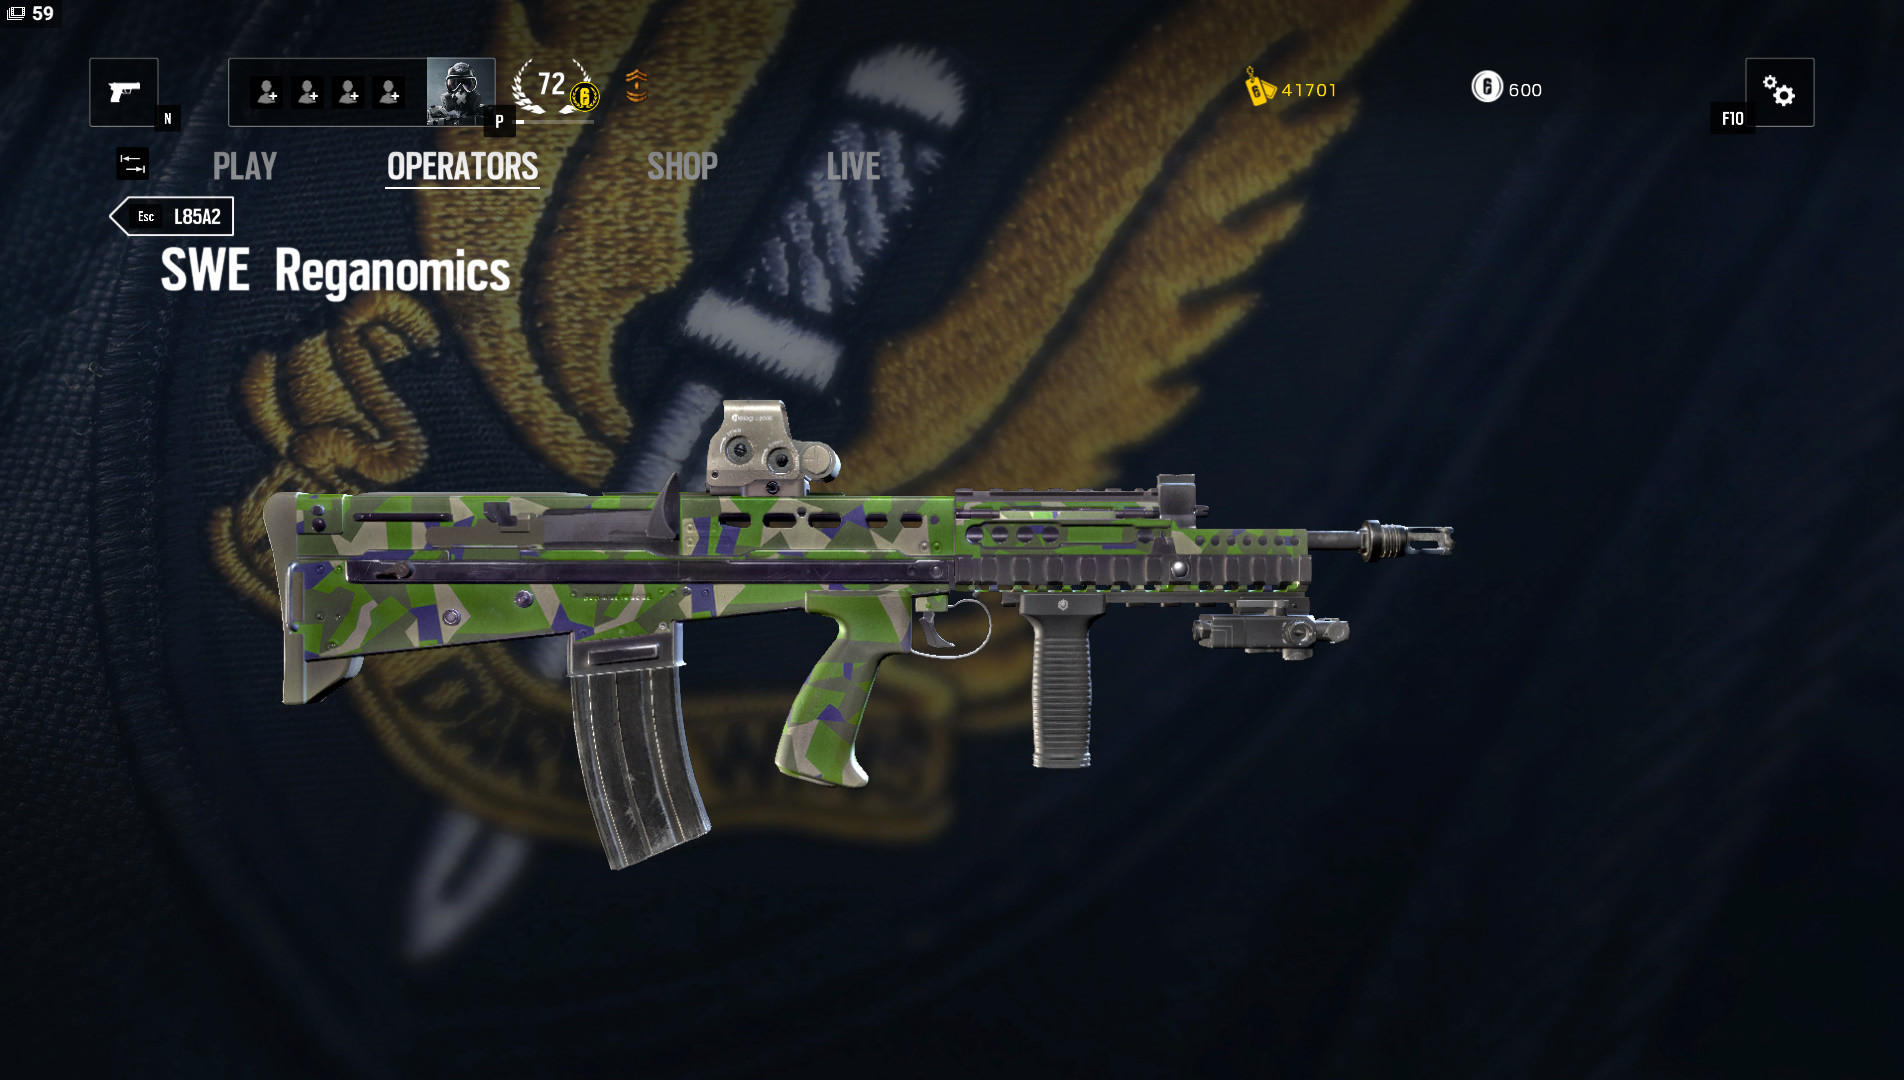 59
N
P
72
41701
600
F10
PLAY OPERATORS SHOP LIVE
Esc L85A2
SWE Reganomics